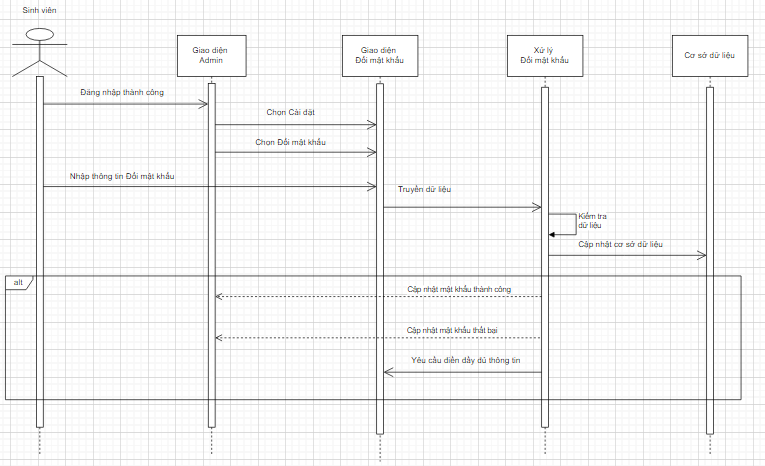 Sinh viên
Giao diện
Admin
Giao diện
Đổi mật khẩu
Xử lý
Đổi mật khẩu
Cơ sở dữ liệu
Đăng nhập thành công
Chọn Cài đặt
Chọn Đổi mật khẩu
Nhập thông tin Đổi mật khẩu
Truyền dữ liệu
Kiểm tra
dữ liệu
Cập nhật cơ sở dữ liệu
alt
Cập nhật mật khẩu thành công
Cập nhật mật khẩu thất bại
Yêu cầu điền đầy đủ thông tin